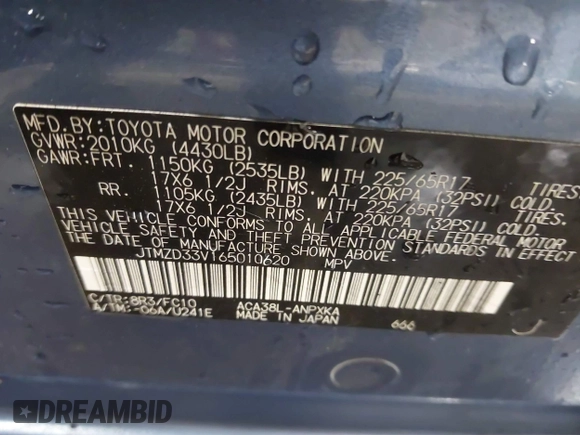 MFD.BY:TOYOTA MOTOR CORPORATION
GVWR:2010KG (4430LB)
GAWR:FRT. 1150KG (2535LB) WITH 225/65R17 TIRES
17X6 1/2J RIMS. AT 220KPA (32PSI) COLD.
RR. 1105KG (2435LB) WITH 225/65R17 TIRES
17X6 1/2J RIMS. AT 220KPA (32PSI) COLD.
THIS VEHICLE CONFORMS TO ALL APPLICABLE FEDERAL MOTOR
VEHICLE SAFETY AND THEFT PREVENTION STANDARDS IN EFFECT ON
THE DATE OF MANUFACTURE SHOWN ABOVE.
JTMZD33V165010620 MPV
C/TR:8R3/FC10 ACA38L-ANPXKA
A/TM:-06A/U241E MADE IN JAPAN 666
DREAMBID